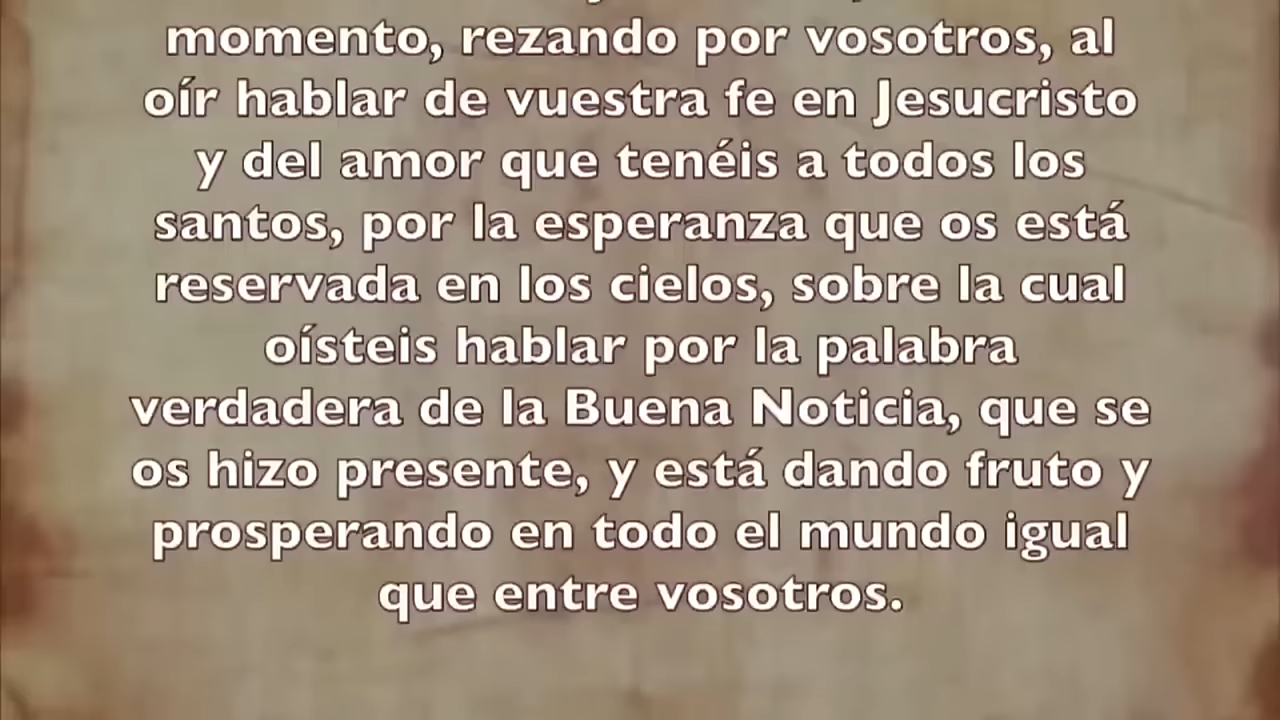 momento, rezando por vosotros, al
oír hablar de vuestra fe en Jesucristo
y del amor que tenéis a todos los
santos, por la esperanza que os está
reservada en los cielos, sobre la cual
oísteis hablar por la palabra
verdadera de la Buena Noticia, que se
os hizo presente, y está dando fruto y
prosperando en todo el mundo igual
que entre vosotros.